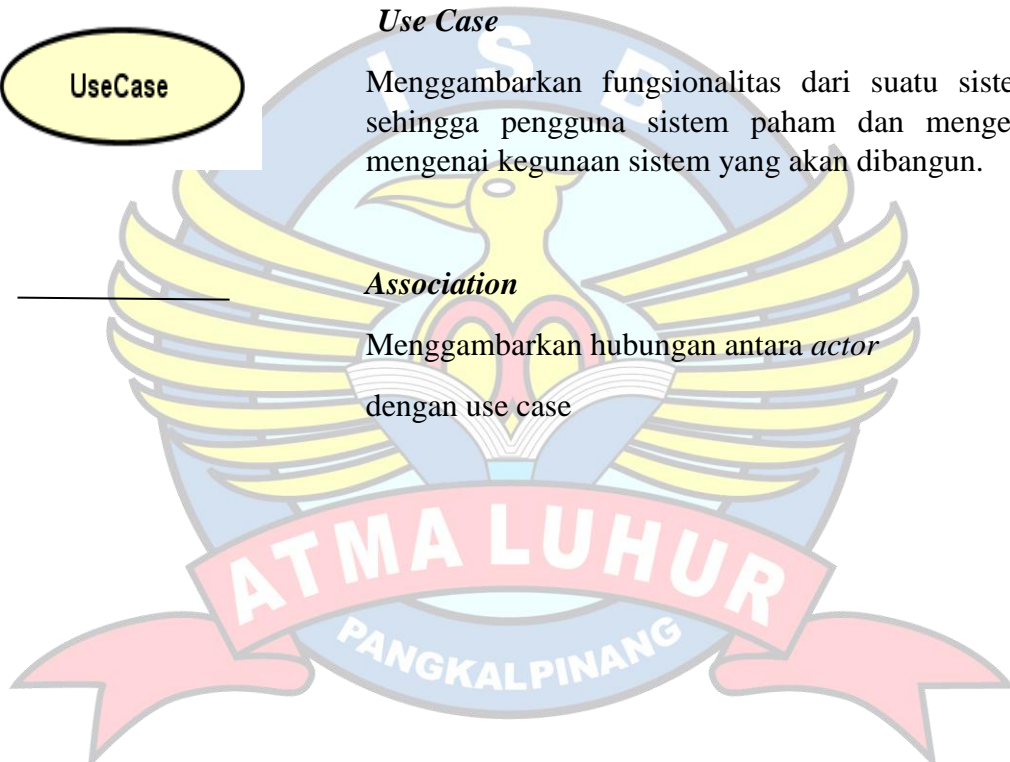 Use Case
UseCase
Menggambarkan fungsionalitas dari suatu siste
sehingga pengguna sistem paham dan menge
mengenai kegunaan sistem yang akan dibangun.
Association
Menggambarkan hubungan antara actor
dengan use case
I S B
ATMA LUHUR
PANGKALPINANG